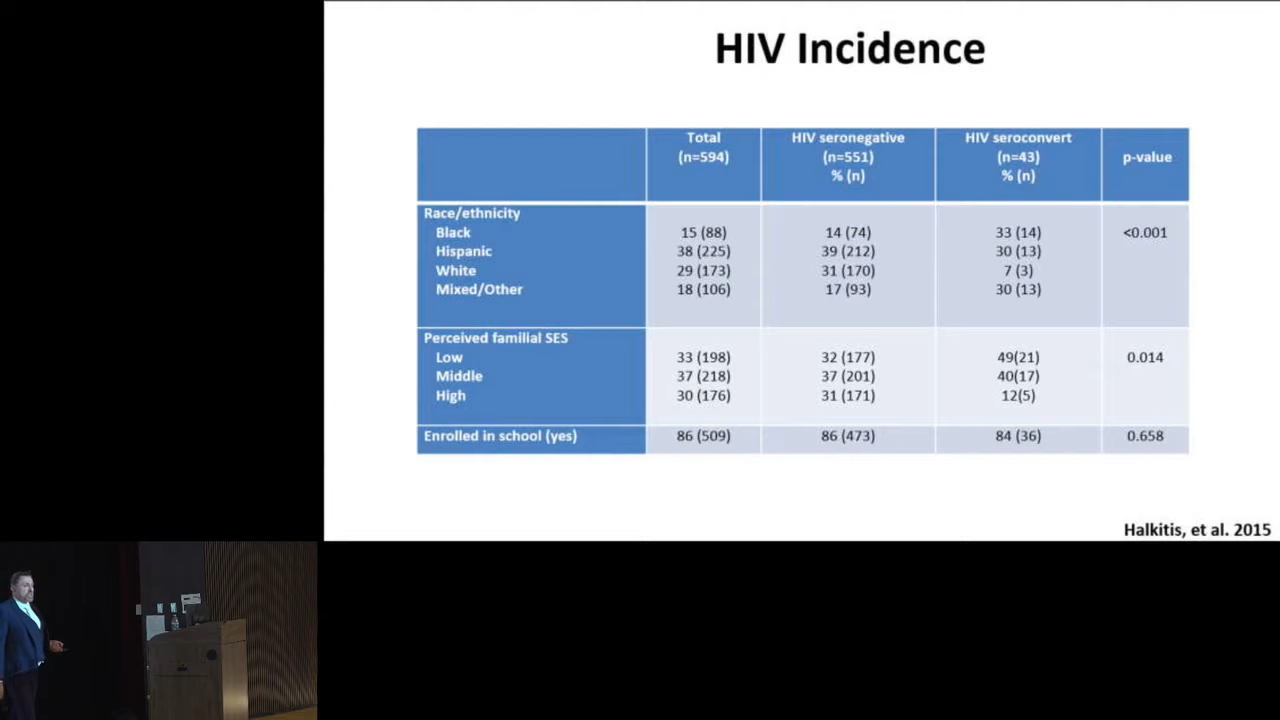 HIV Incidence
Total HIV seronegative HIV seroconvert p-value
(n=594) (n=551) (n=43)
% (n) % (n)
Race/ethnicity
Black 15 (88) 14 (74) 33 (14) <0.001
Hispanic 38 (225) 39 (212) 30 (13)
White 29 (173) 31 (170) 7 (3)
Mixed/Other 18 (106) 17 (93) 30 (13)
Perceived familial SES
Low 33 (198) 32 (177) 49(21) 0.014
Middle 37 (218) 37 (201) 40(17)
High 30 (176) 31 (171) 12(5)
Enrolled in school (yes) 86 (509) 86 (473) 84 (36) 0.658
Halkitis, et al. 2015